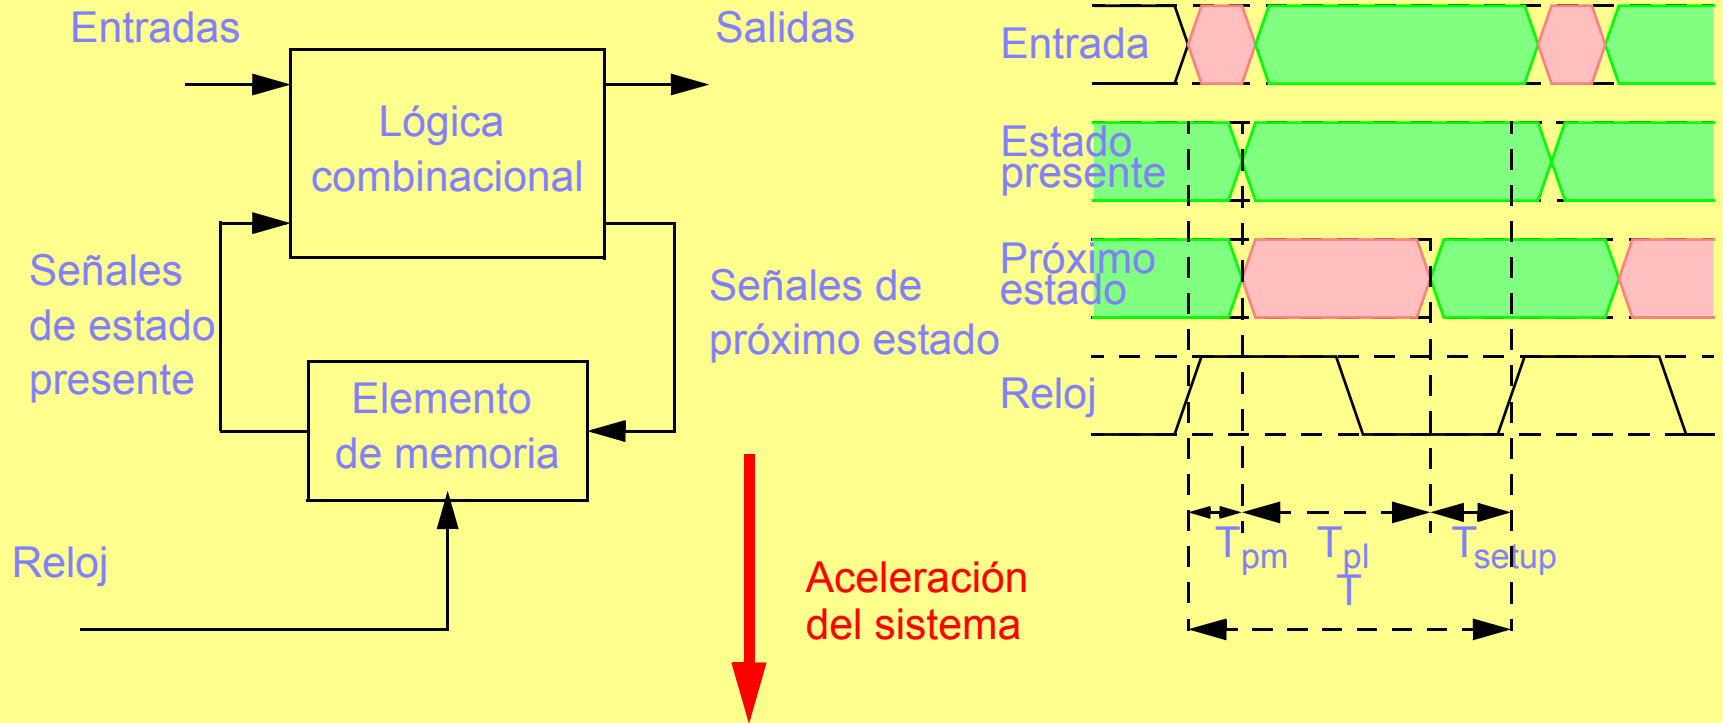 Entradas
Salidas
Lógica
combinacional
Señales
de estado
presente
Señales de
próximo estado
Elemento
de memoria
Reloj
Aceleración
del sistema
Entrada
Estado
presente
Próximo
estado
Reloj
Tpm Tpl Tsetup
T